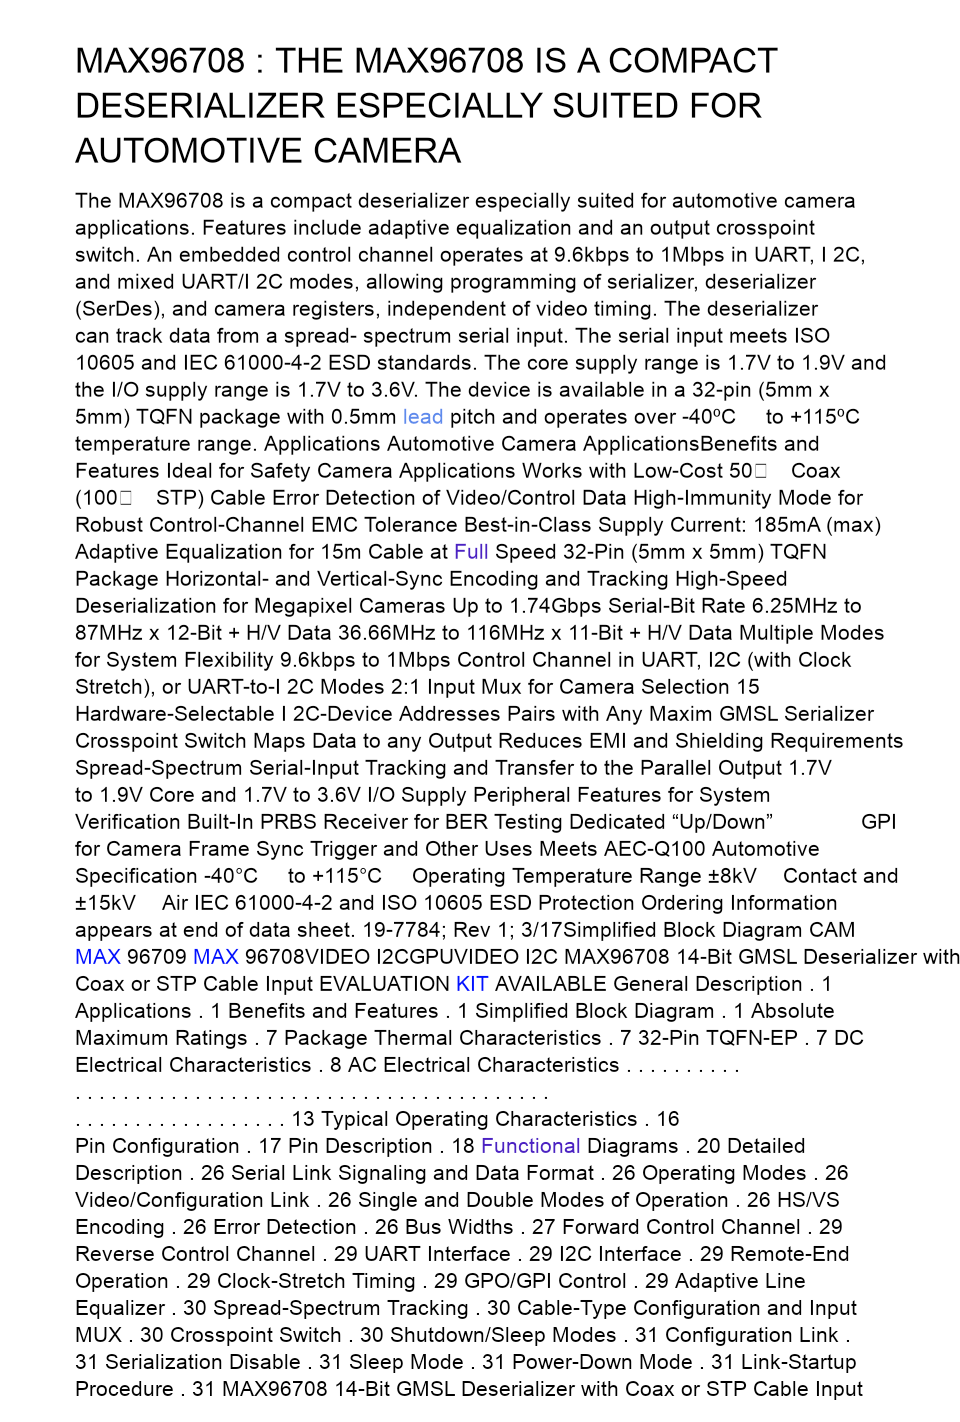 MAX96708 : THE MAX96708 IS A COMPACT
DESERIALIZER ESPECIALLY SUITED FOR
AUTOMOTIVE CAMERA
The MAX96708 is a compact deserializer especially suited for automotive camera
applications. Features include adaptive equalization and an output crosspoint
switch. An embedded control channel operates at 9.6kbps to 1Mbps in UART, I 2C,
and mixed UART/I 2C modes, allowing programming of serializer, deserializer
(SerDes), and camera registers, independent of video timing. The deserializer
can track data from a spread- spectrum serial input. The serial input meets ISO
10605 and IEC 61000-4-2 ESD standards. The core supply range is 1.7V to 1.9V and
the I/O supply range is 1.7V to 3.6V. The device is available in a 32-pin (5mm x
5mm) TQFN package with 0.5mm lead pitch and operates over -40ºC to +115ºC
temperature range. Applications Automotive Camera ApplicationsBenefits and
Features Ideal for Safety Camera Applications Works with Low-Cost 50□ Coax
(100□ STP) Cable Error Detection of Video/Control Data High-Immunity Mode for
Robust Control-Channel EMC Tolerance Best-in-Class Supply Current: 185mA (max)
Adaptive Equalization for 15m Cable at Full Speed 32-Pin (5mm x 5mm) TQFN
Package Horizontal- and Vertical-Sync Encoding and Tracking High-Speed
Deserialization for Megapixel Cameras Up to 1.74Gbps Serial-Bit Rate 6.25MHz to
87MHz x 12-Bit + H/V Data 36.66MHz to 116MHz x 11-Bit + H/V Data Multiple Modes
for System Flexibility 9.6kbps to 1Mbps Control Channel in UART, I2C (with Clock
Stretch), or UART-to-I 2C Modes 2:1 Input Mux for Camera Selection 15
Hardware-Selectable I 2C-Device Addresses Pairs with Any Maxim GMSL Serializer
Crosspoint Switch Maps Data to any Output Reduces EMI and Shielding Requirements
Spread-Spectrum Serial-Input Tracking and Transfer to the Parallel Output 1.7V
to 1.9V Core and 1.7V to 3.6V I/O Supply Peripheral Features for System
Verification Built-In PRBS Receiver for BER Testing Dedicated “Up/Down” GPI
for Camera Frame Sync Trigger and Other Uses Meets AEC-Q100 Automotive
Specification -40°C to +115°C Operating Temperature Range ±8kV Contact and
±15kV Air IEC 61000-4-2 and ISO 10605 ESD Protection Ordering Information
appears at end of data sheet. 19-7784; Rev 1; 3/17Simplified Block Diagram CAM
MAX 96709 MAX 96708VIDEO I2CGPUVIDEO I2C MAX96708 14-Bit GMSL Deserializer with
Coax or STP Cable Input EVALUATION KIT AVAILABLE General Description . 1
Applications . 1 Benefits and Features . 1 Simplified Block Diagram . 1 Absolute
Maximum Ratings . 7 Package Thermal Characteristics . 7 32-Pin TQFN-EP . 7 DC
Electrical Characteristics . 8 AC Electrical Characteristics . . . . . . . . . .
. . . . . . . . . . . . . . . . . . . . . . . . . . . . . . . . . . . . . . . .
. . . . . . . . . . . . . . . . . . 13 Typical Operating Characteristics . 16
Pin Configuration . 17 Pin Description . 18 Functional Diagrams . 20 Detailed
Description . 26 Serial Link Signaling and Data Format . 26 Operating Modes . 26
Video/Configuration Link . 26 Single and Double Modes of Operation . 26 HS/VS
Encoding . 26 Error Detection . 26 Bus Widths . 27 Forward Control Channel . 29
Reverse Control Channel . 29 UART Interface . 29 I2C Interface . 29 Remote-End
Operation . 29 Clock-Stretch Timing . 29 GPO/GPI Control . 29 Adaptive Line
Equalizer . 30 Spread-Spectrum Tracking . 30 Cable-Type Configuration and Input
MUX . 30 Crosspoint Switch . 30 Shutdown/Sleep Modes . 31 Configuration Link .
31 Serialization Disable . 31 Sleep Mode . 31 Power-Down Mode . 31 Link-Startup
Procedure . 31 MAX96708 14-Bit GMSL Deserializer with Coax or STP Cable Input